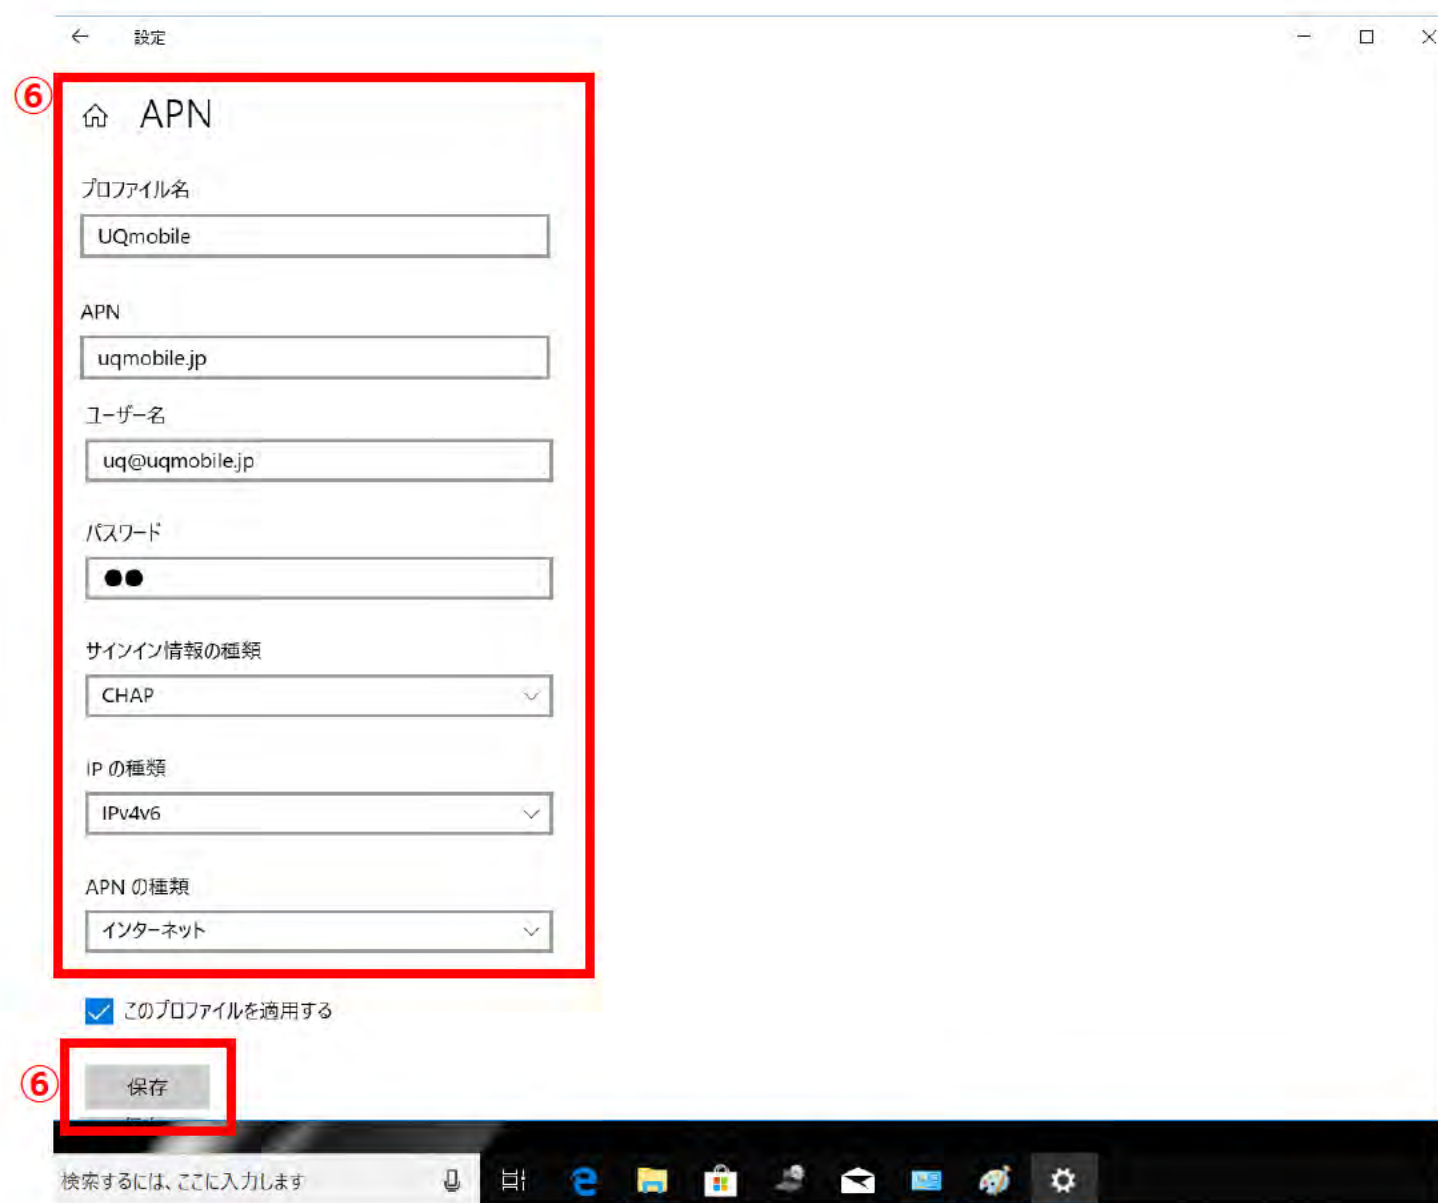 設定
⑥
APN
プロファイル名
UQmobile
APN
uqmobile.jp
ユーザー名
uq@uqmobile.jp
パスワード
●●
サインイン情報の種類
CHAP
IP の種類
IPv4v6
APN の種類
インターネット
このプロファイルを適用する
⑥
保存
検索するには、ここに入力します